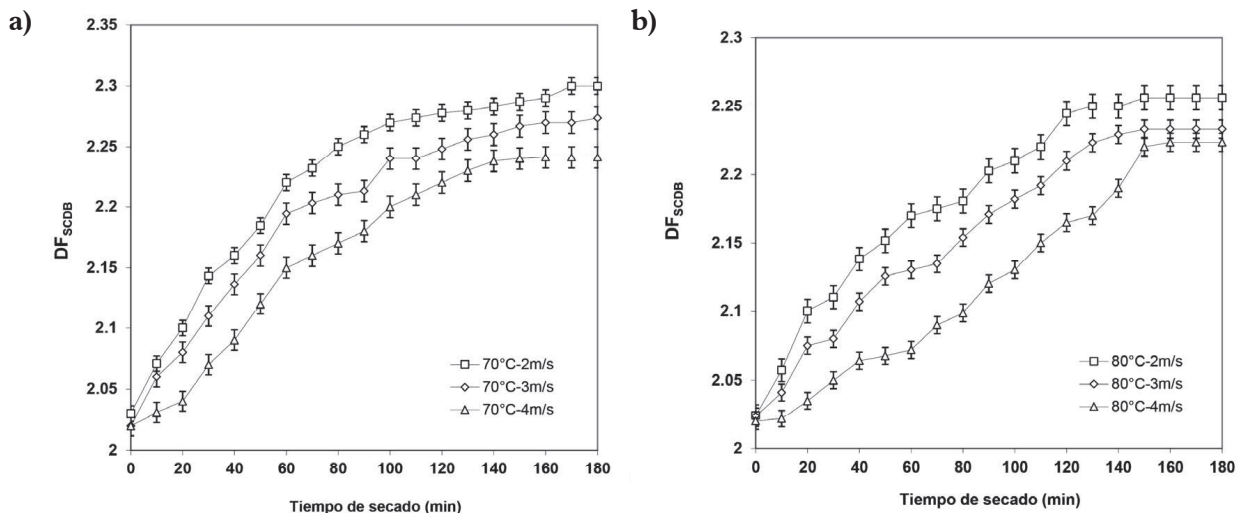 a)
DF_SCDB
2.35
2.3
2.25
2.2
2.15
2.1
2.05
2
70°C-2m/s
70°C-3m/s
70°C-4m/s
0 20 40 60 80 100 120 140 160 180
Tiempo de secado (min)
b)
DF_SCDB
2.3
2.25
2.2
2.15
2.1
2.05
2
80°C-2m/s
80°C-3m/s
80°C-4m/s
0 20 40 60 80 100 120 140 160 180
Tiempo de secado (min)